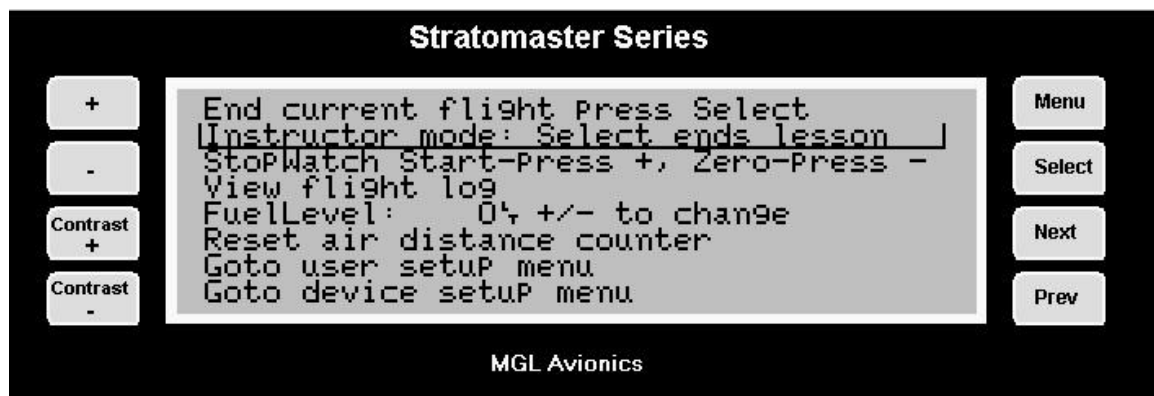 Stratomaster Series
+
-
Contrast
+
Contrast
-
End current flight Press Select
Instructor mode: Select ends lesson
StopWatch Start-Press +, Zero-Press -
View flight log
FuelLevel: 0% +/- to change
Reset air distance counter
Goto user setup menu
Goto device setup menu
Menu
Select
Next
Prev
MGL Avionics